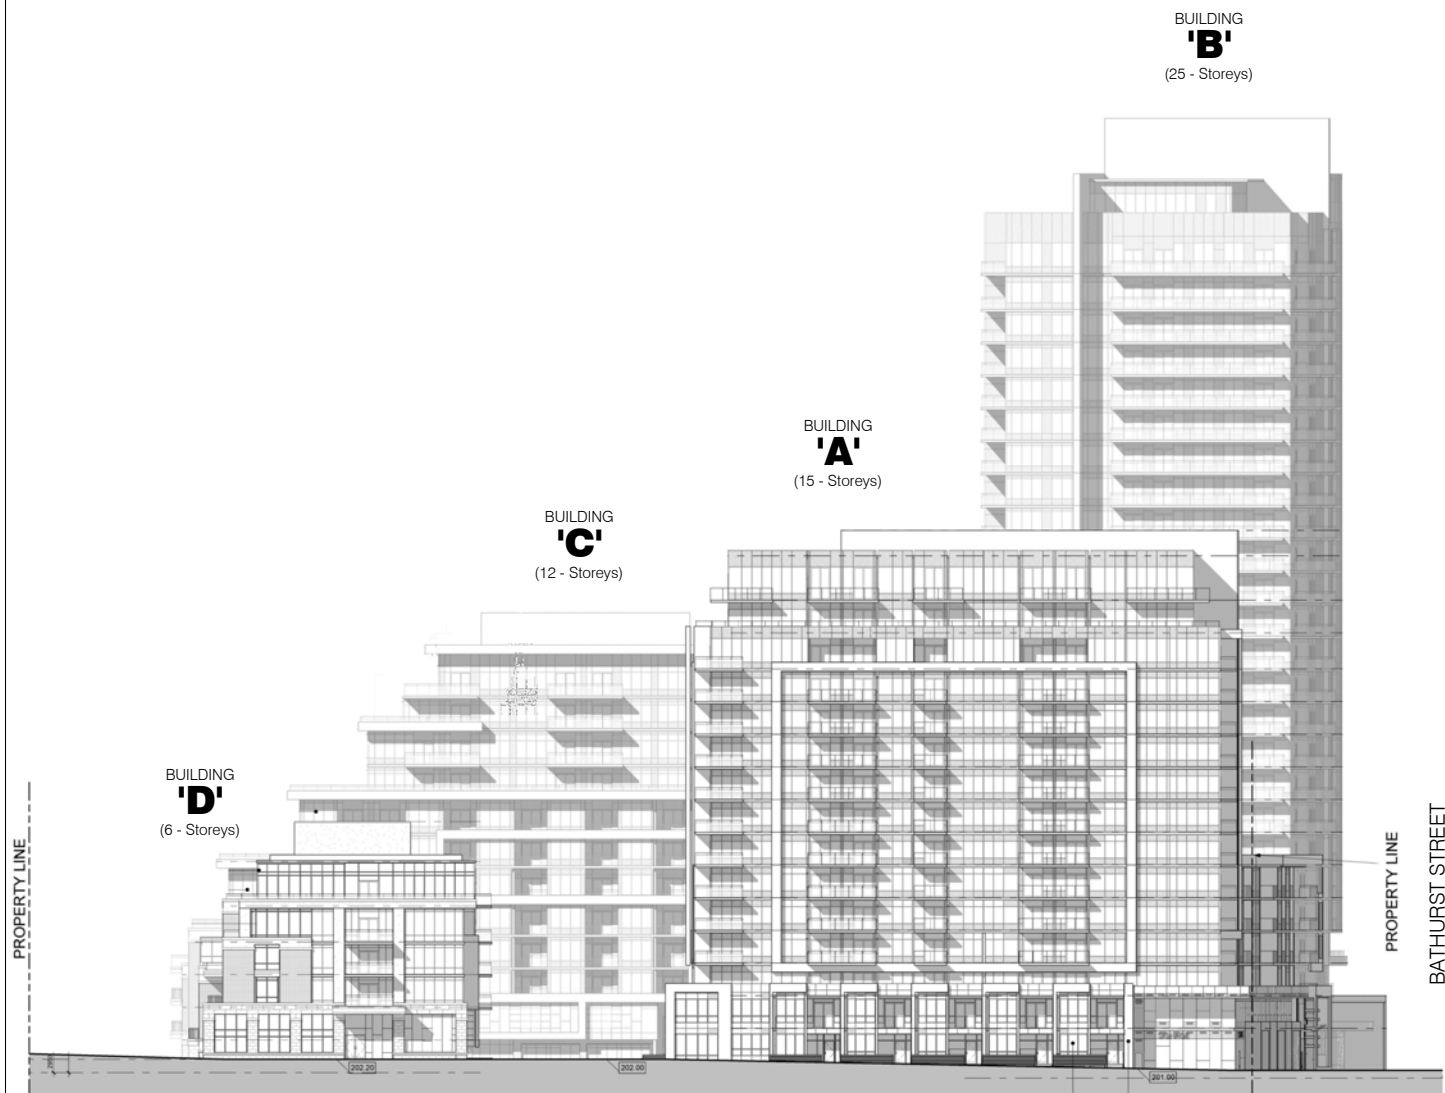 BUILDING
'B'
(25 - Storeys)
BUILDING
'A'
(15 - Storeys)
BUILDING
'C'
(12 - Storeys)
BUILDING
'D'
(6 - Storeys)
PROPERTY LINE
PROPERTY LINE
BATHURST STREET
202.20
202.00
201.00